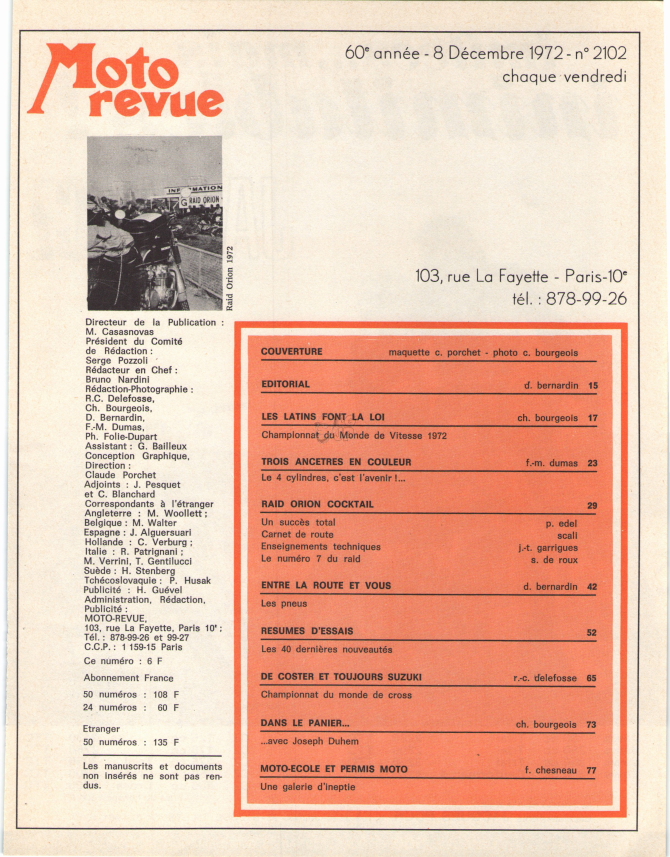 Moto
revue
60e année - 8 Décembre 1972 - n° 2102
chaque vendredi
INFORMATION
G RAID ORION
Raid Orion 1972
103, rue La Fayette - Paris-10e
tél. : 878-99-26
Directeur de la Publication :
M. Casasnovas
Président du Comité
de Rédaction :
Serge Pozzoli
Rédacteur en Chef :
Bruno Nardini
Rédaction-Photographie :
R.C. Delefosse,
Ch. Bourgeois,
D. Bernardin,
F.-M. Dumas,
Ph. Folie-Dupart
Assistant : G. Bailleux
Conception Graphique,
Direction :
Claude Porchet
Adjoints : J. Pesquet
et C. Blanchard
Correspondants à l'étranger
Angleterre : M. Woollett ;
Belgique : M. Walter
Espagne : J. Alguersuari
Hollande : C. Verburg ;
Italie : R. Patrignani ;
M. Verrini, T. Gentilucci
Suède : H. Stenberg
Tchécoslovaquie : P. Husak
Publicité : H. Guével
Administration, Rédaction,
Publicité :
MOTO-REVUE,
103, rue La Fayette, Paris 10e ;
Tél. : 878-99-26 et 99-27
C.C.P. : 1 159-15 Paris
Ce numéro : 6 F
Abonnement France
50 numéros : 108 F
24 numéros : 60 F
Etranger
50 numéros : 135 F
Les manuscrits et documents
non insérés ne sont pas ren-
dus.
COUVERTURE maquette c. porchet - photo c. bourgeois
EDITORIAL d. bernardin 15
LES LATINS FONT LA LOI ch. bourgeois 17
Championnat du Monde de Vitesse 1972
TROIS ANCETRES EN COULEUR f.-m. dumas 23
Le 4 cylindres, c'est l'avenir !...
RAID ORION COCKTAIL 29
Un succès total p. edel
Carnet de route scall
Enseignements techniques j.-t. garrigues
Le numéro 7 du raid s. de roux
ENTRE LA ROUTE ET VOUS d. bernardin 42
Les pneus
RESUMES D'ESSAIS 52
Les 40 dernières nouveautés
DE COSTER ET TOUJOURS SUZUKI r.-c. delefosse 65
Championnat du monde de cross
DANS LE PANIER... ch. bourgeois 73
...avec Joseph Duhem
MOTO-ECOLE ET PERMIS MOTO f. chesneau 77
Une galerie d'ineptie